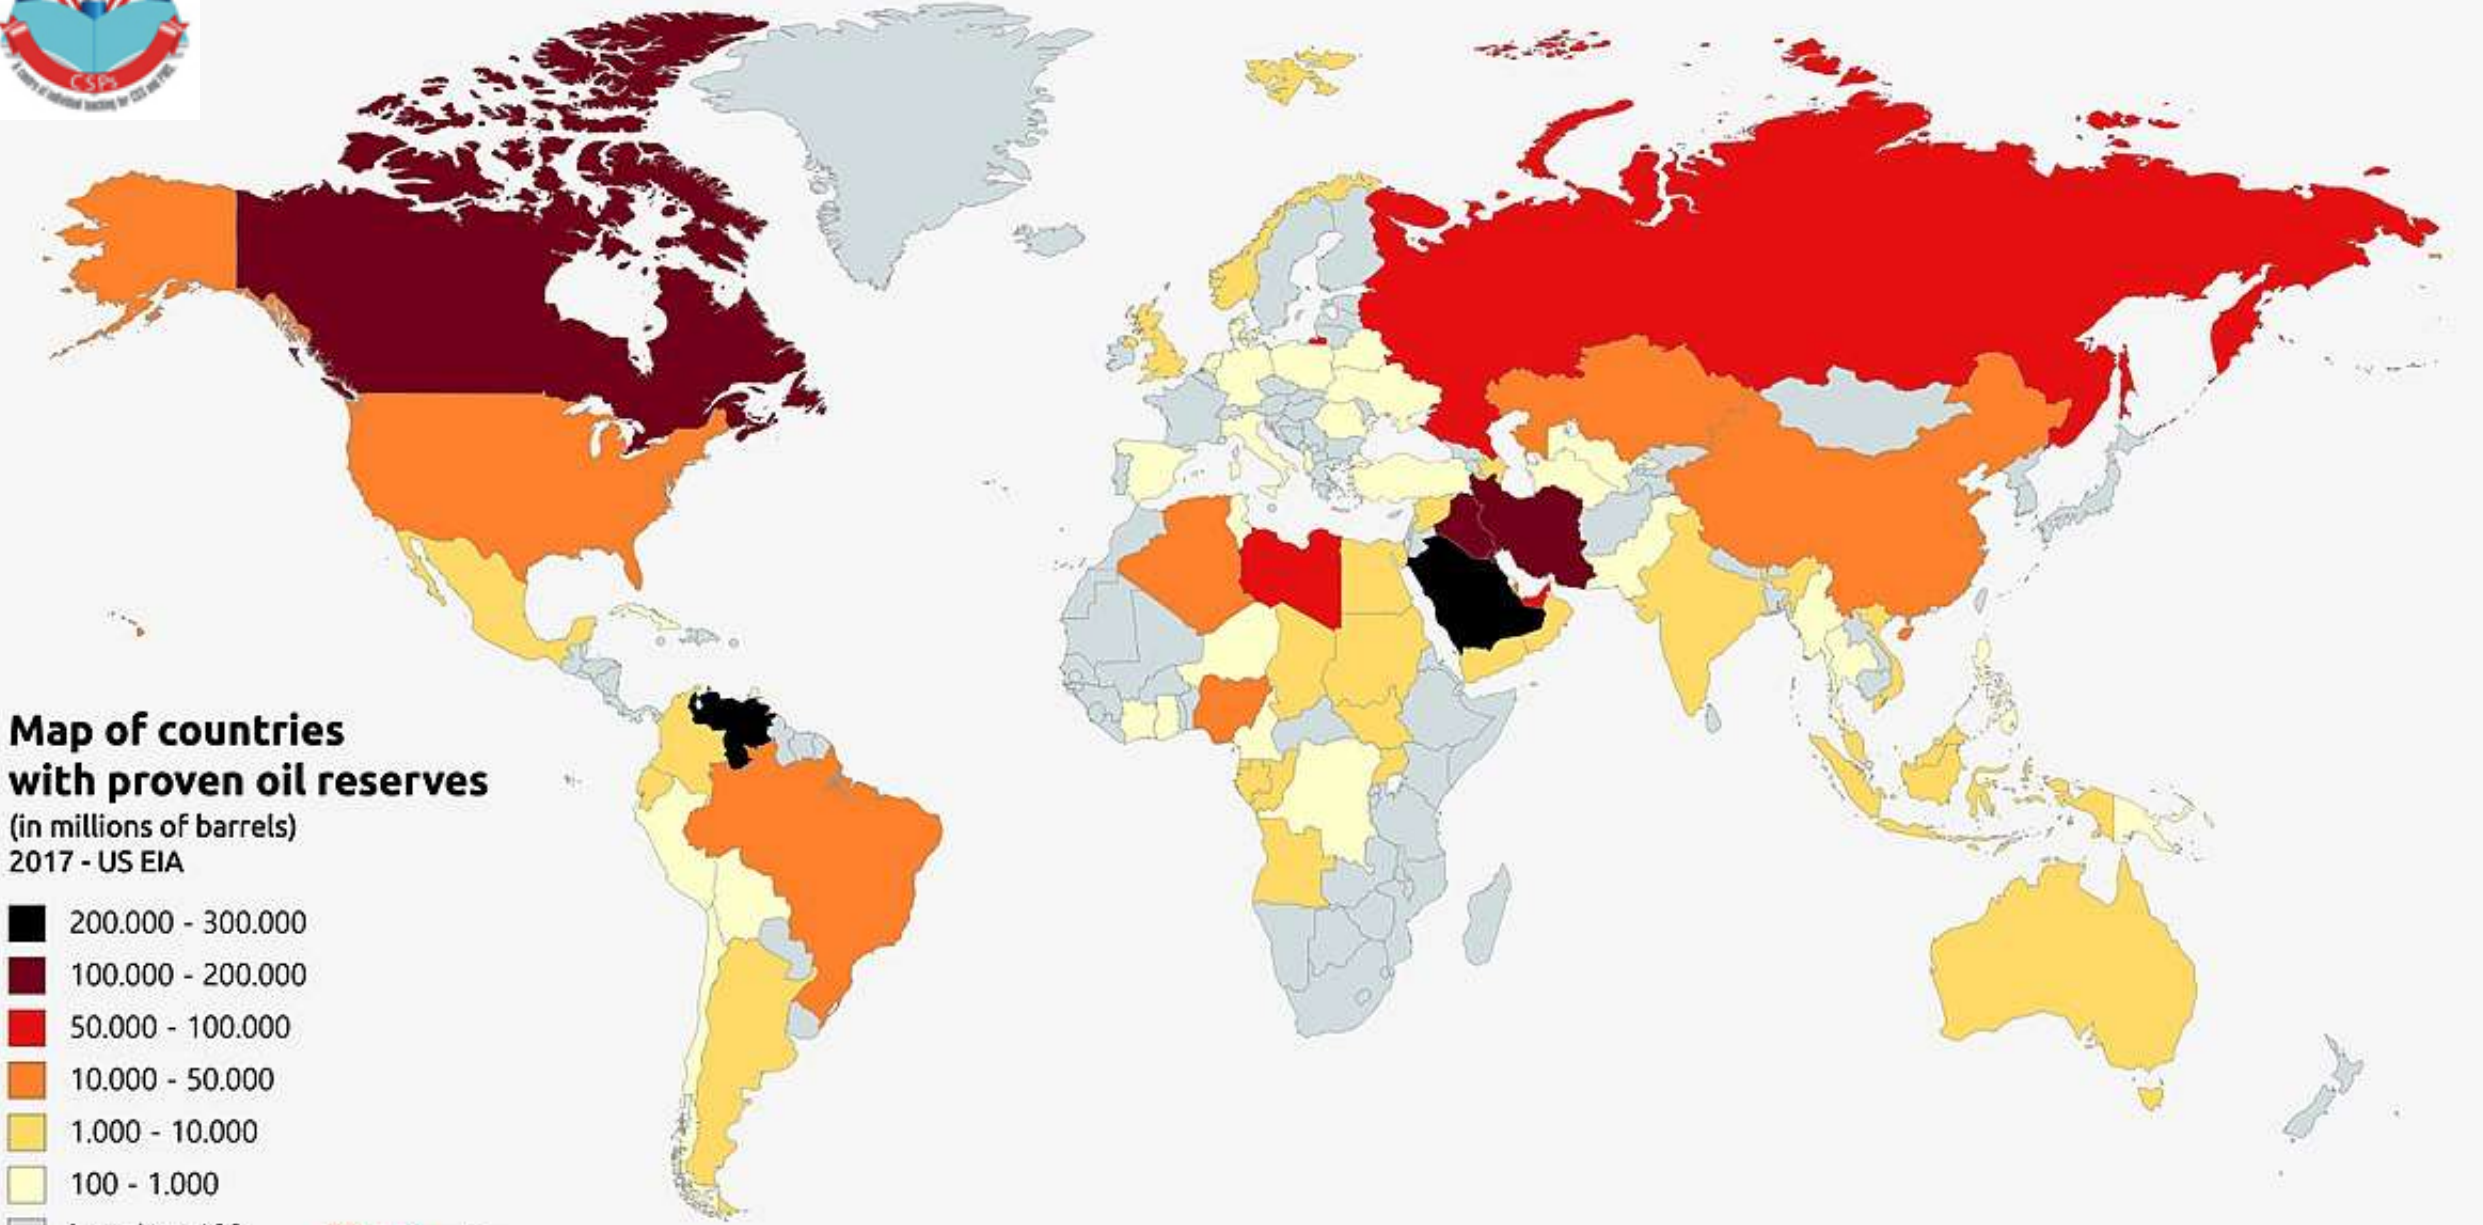 CSPs
Map of countries
with proven oil reserves
(in millions of barrels)
2017 - US EIA
200.000 - 300.000
100.000 - 200.000
50.000 - 100.000
10.000 - 50.000
1.000 - 10.000
100 - 1.000